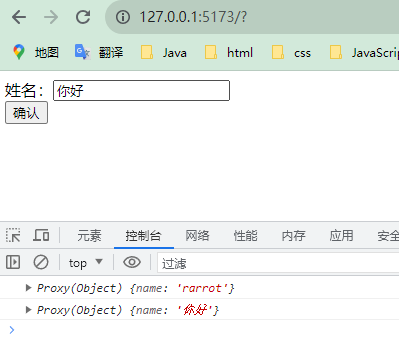 127.0.0.1:5173/?
地图 翻译 Java html css JavaScrip
姓名： 你好
确认
元素 控制台 网络 性能 内存 应用 安全
top 过滤
Proxy(Object) {name: 'rarrot'}
Proxy(Object) {name: '你好'}